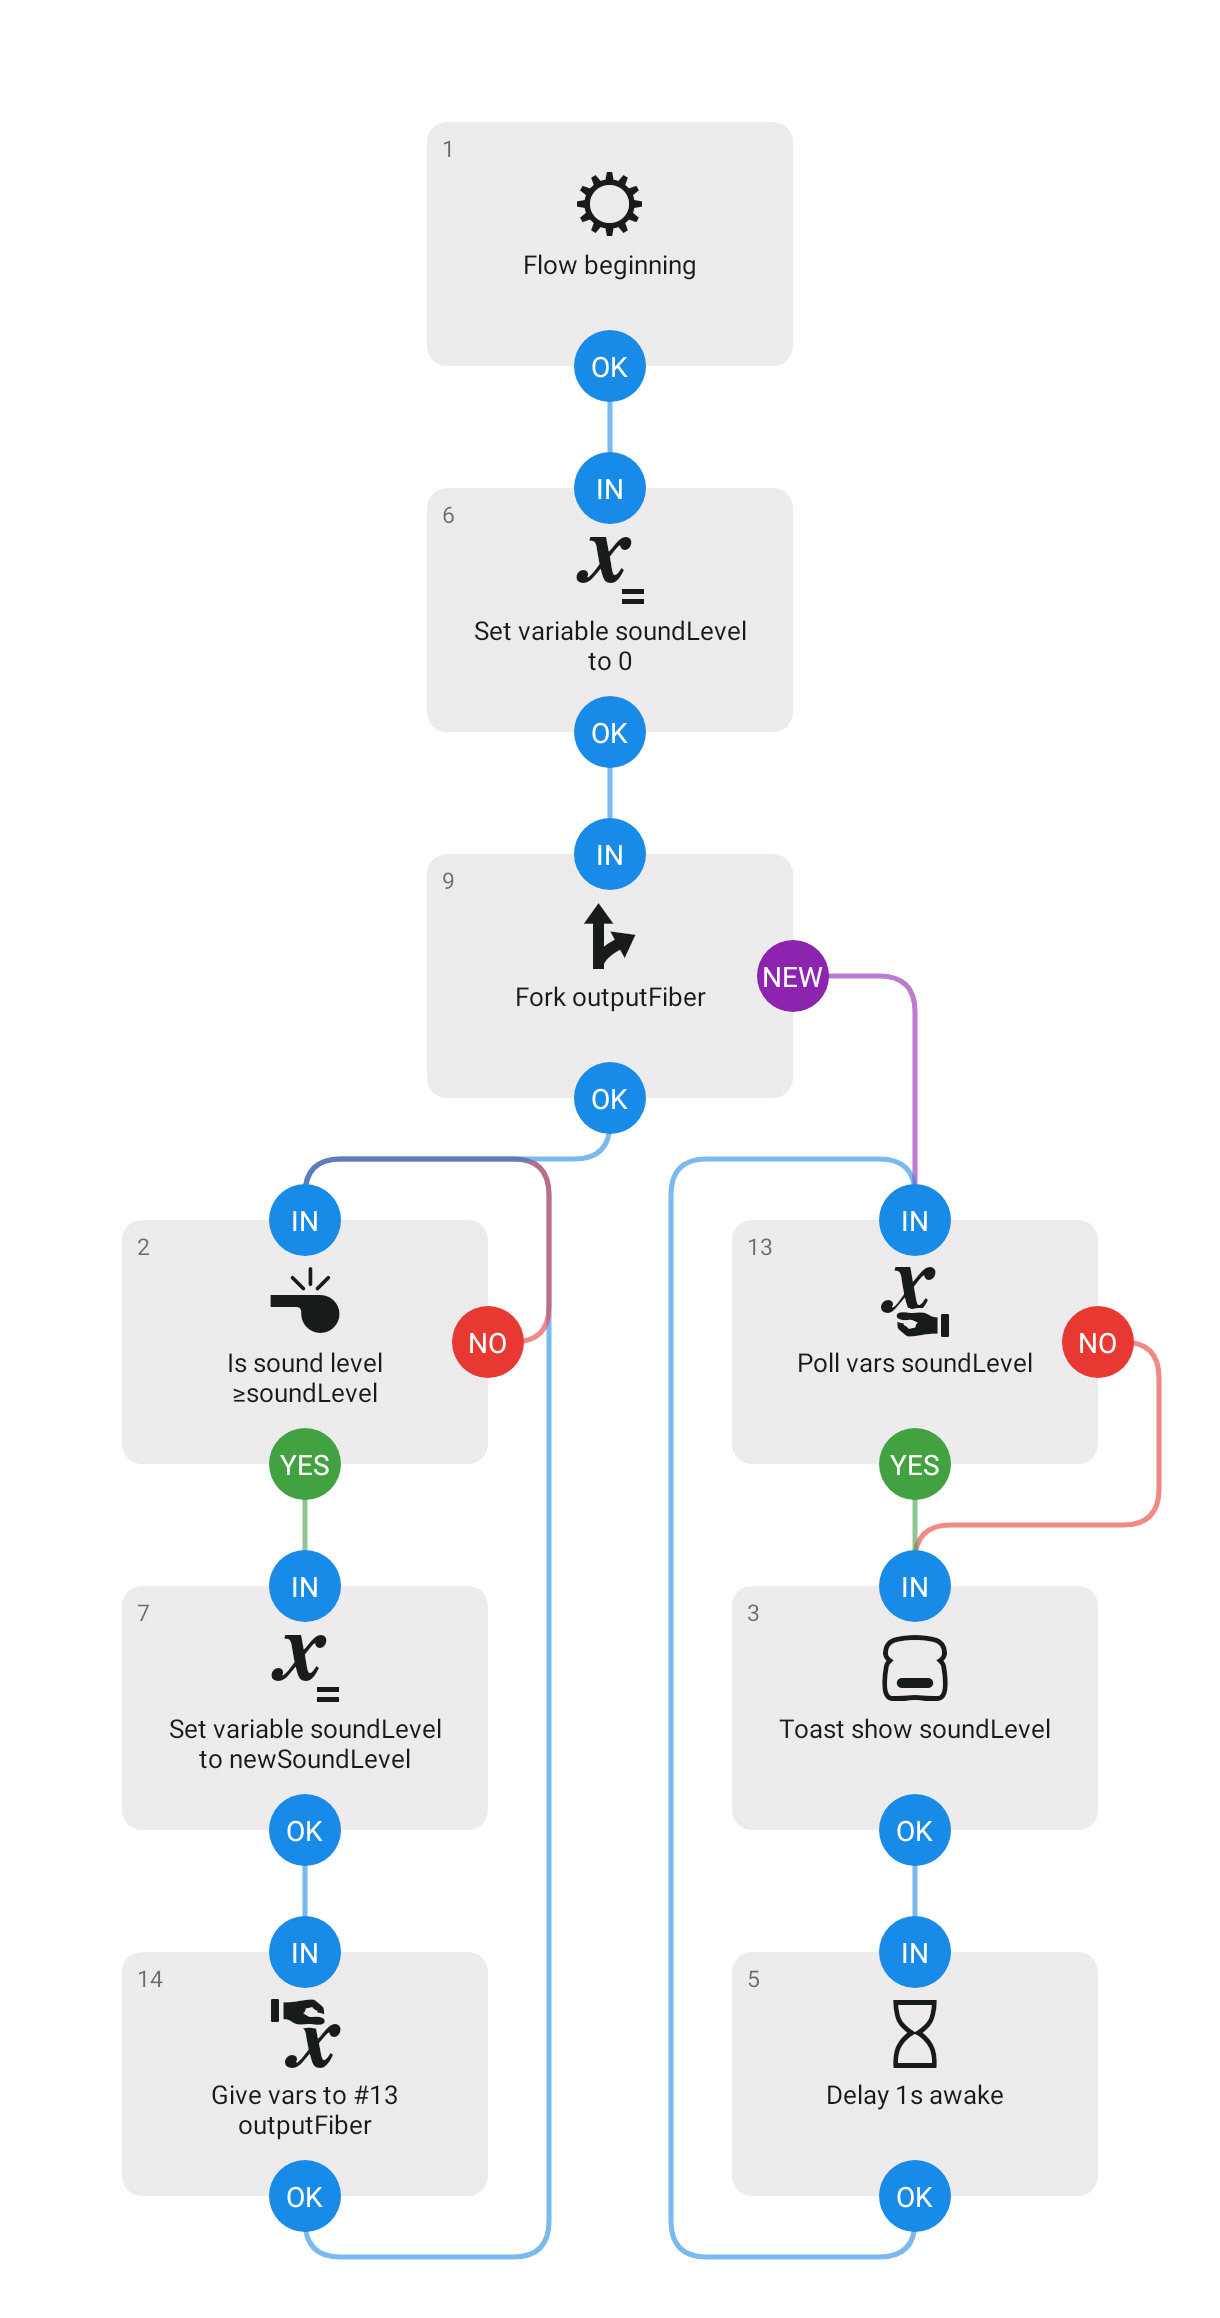 1
Flow beginning
OK
IN
6
x
=
Set variable soundLevel
to 0
OK
IN
9
Fork outputFiber
NEW
OK
IN
2
Is sound level
≥soundLevel
NO
YES
IN
7
x
=
Set variable soundLevel
to newSoundLevel
OK
IN
14
x
Give vars to #13
outputFiber
OK
IN
13
x
Poll vars soundLevel
NO
YES
IN
3
Toast show soundLevel
OK
IN
5
Delay 1s awake
OK